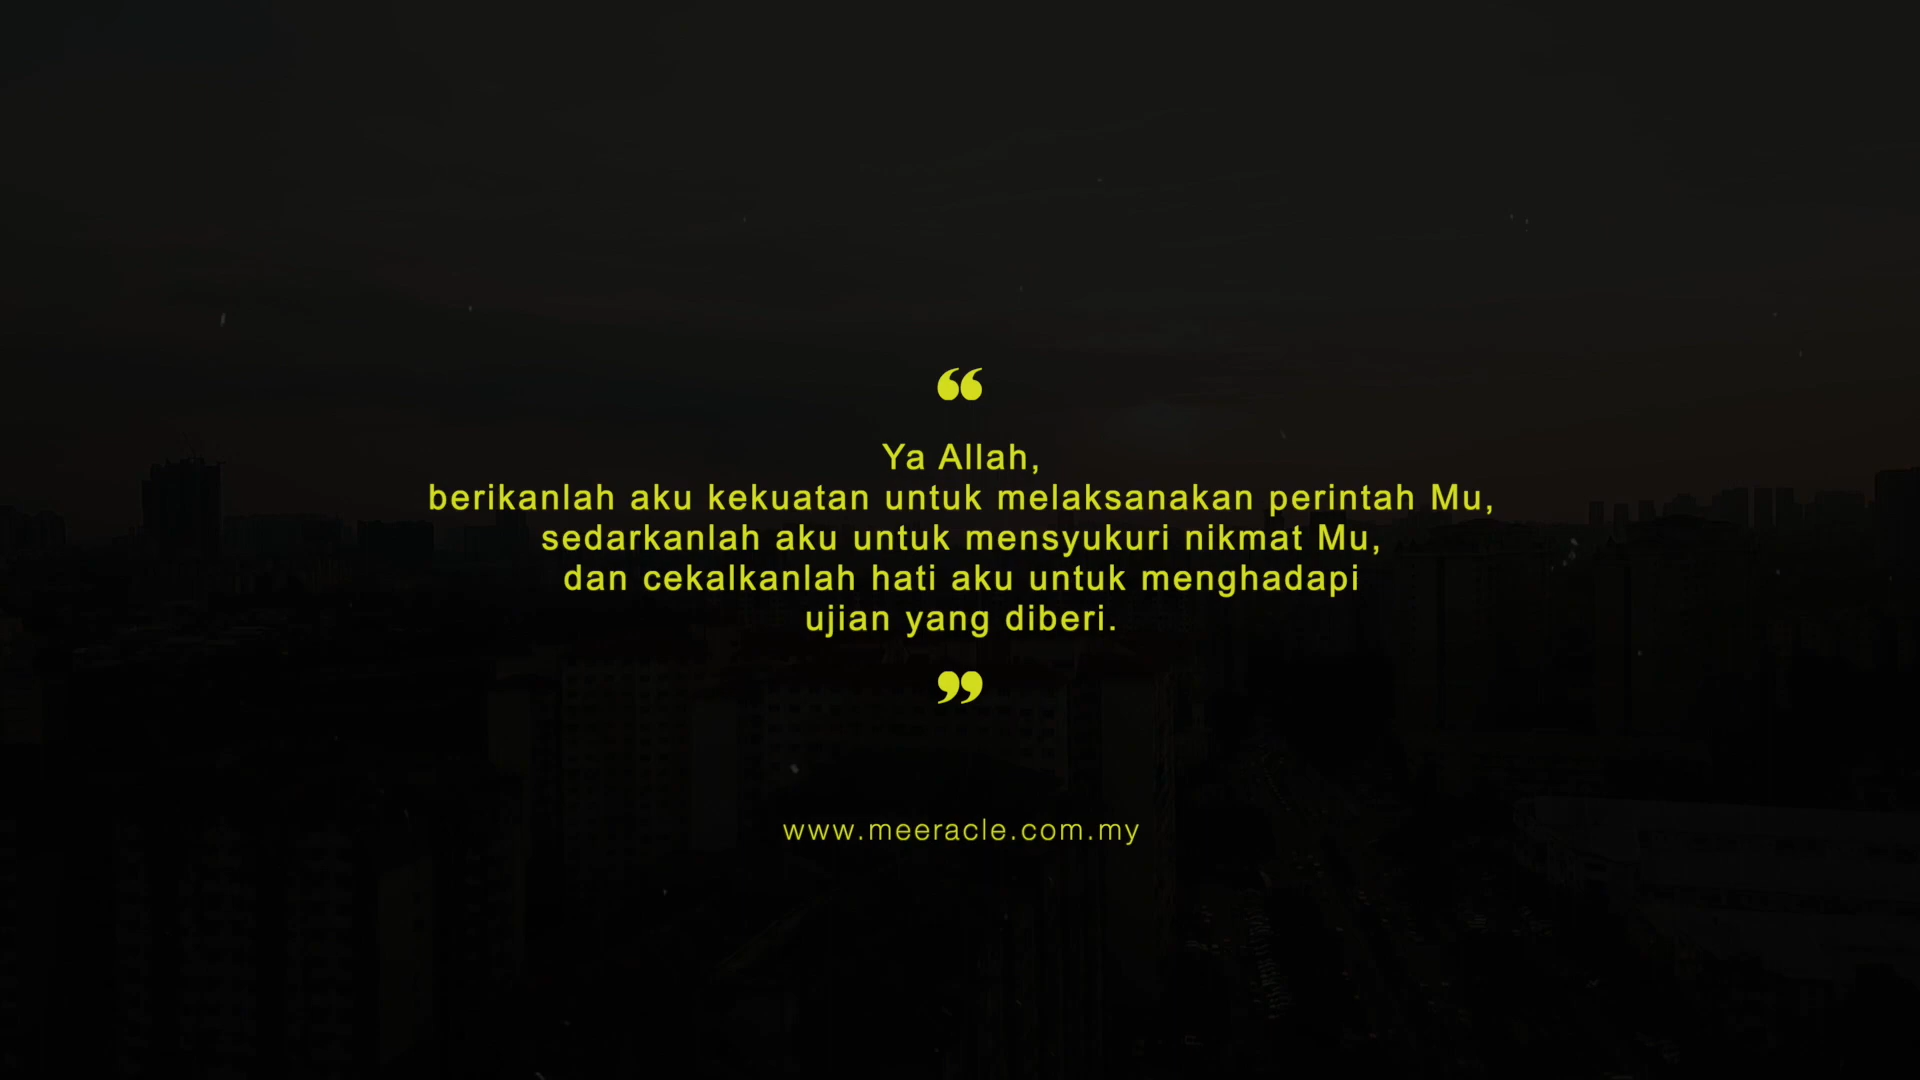 “
Ya Allah,
berikanlah aku kekuatan untuk melaksanakan perintah Mu,
sedarkanlah aku untuk mensyukuri nikmat Mu,
dan cekalkanlah hati aku untuk menghadapi
ujian yang diberi.
”
www.meeracle.com.my